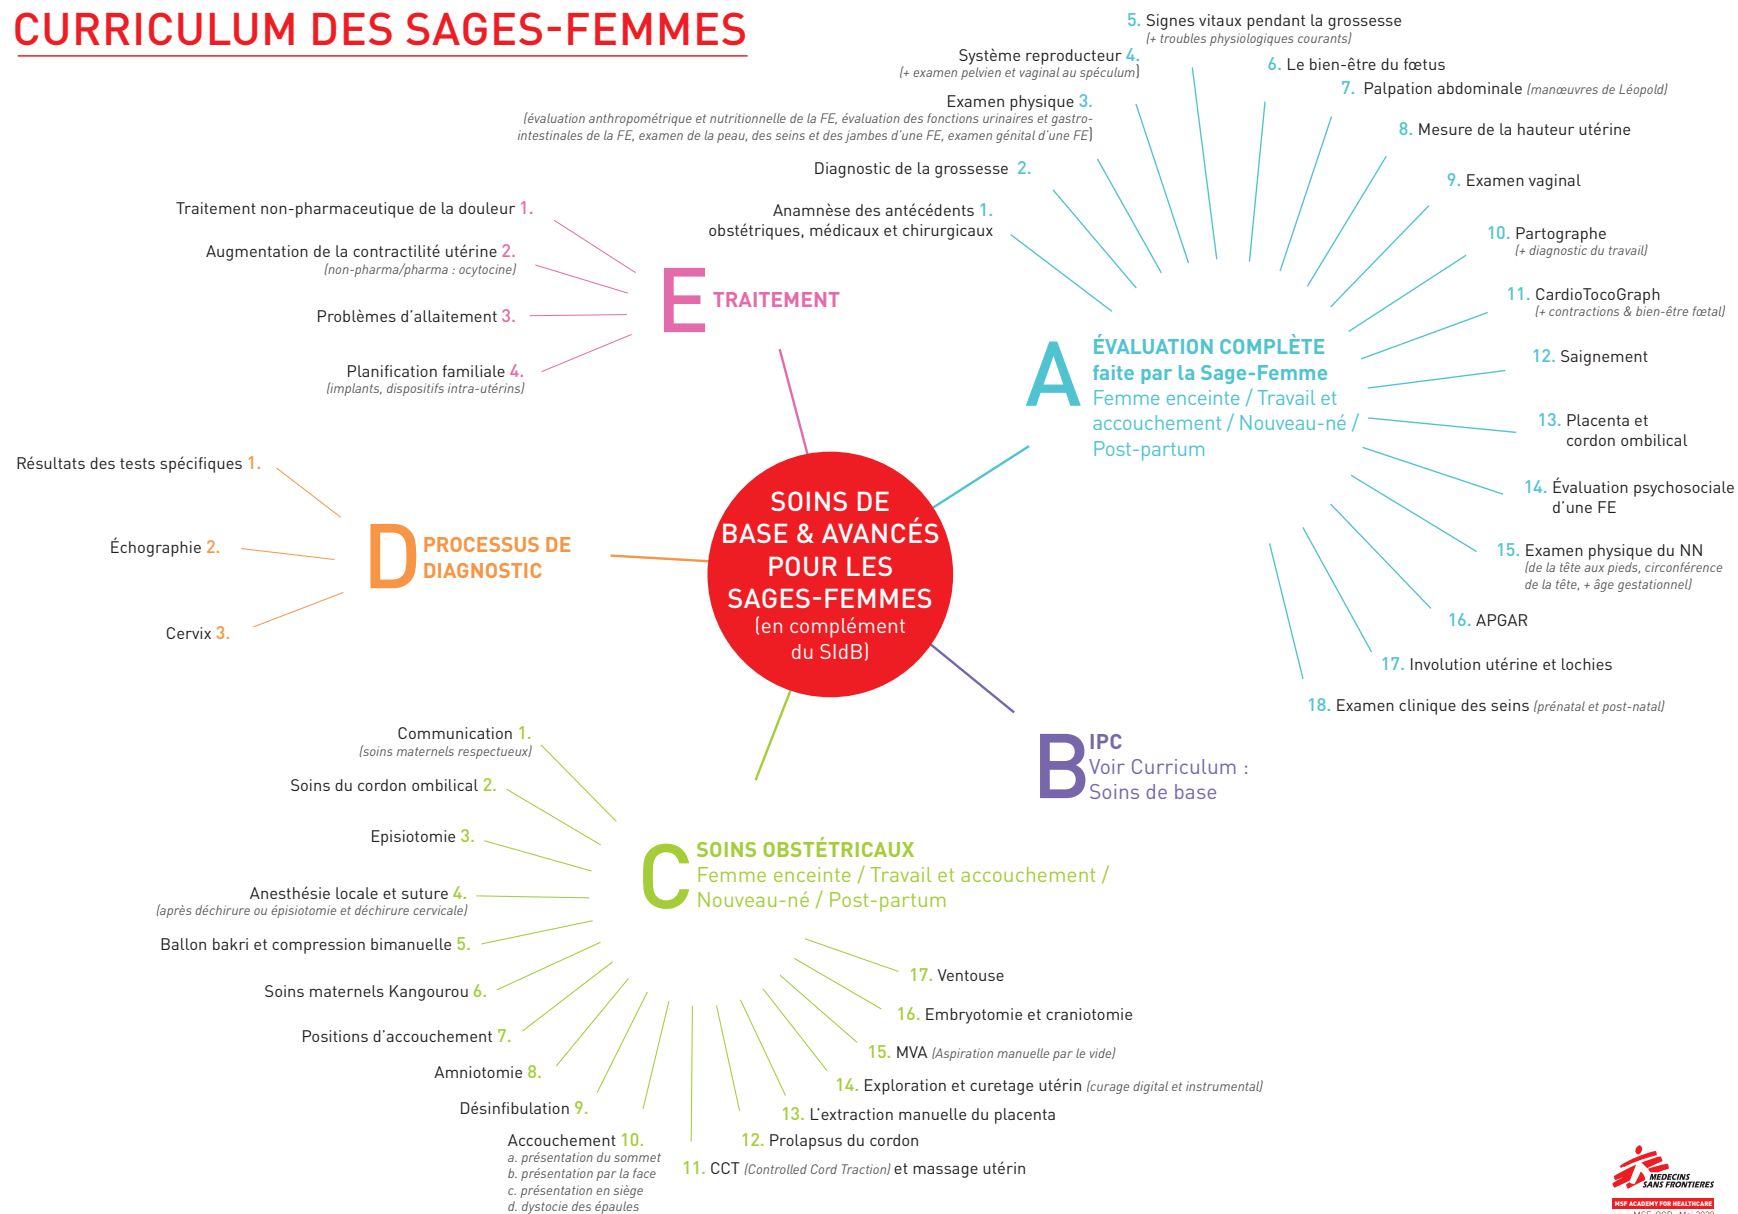 CURRICULUM DES SAGES-FEMMES
5. Signes vitaux pendant la grossesse
(+ troubles physiologiques courants)
Système reproducteur 4.
(+ examen pelvien et vaginal au spéculum)
6. Le bien-être du fœtus
7. Palpation abdominale (manœuvres de Léopold)
Examen physique 3.
(évaluation anthropométrique et nutritionnelle de la FE, évaluation des fonctions urinaires et gastro-
intestinales de la FE, examen de la peau, des seins et des jambes d'une FE, examen génital d'une FE)
8. Mesure de la hauteur utérine
Diagnostic de la grossesse 2.
9. Examen vaginal
Anamnèse des antécédents 1.
obstétriques, médicaux et chirurgicaux
10. Partographe
(+ diagnostic du travail)
11. CardioTocoGraph
(+ contractions & bien-être fœtal)
12. Saignement
13. Placenta et
cordon ombilical
14. Évaluation psychosociale
d'une FE
15. Examen physique du NN
(de la tête aux pieds, circonférence
de la tête, + âge gestationnel)
16. APGAR
17. Involution utérine et lochies
18. Examen clinique des seins (prénatal et post-natal)
A
ÉVALUATION COMPLÈTE
faite par la Sage-Femme
Femme enceinte / Travail et
accouchement / Nouveau-né /
Post-partum
Traitement non-pharmaceutique de la douleur 1.
Augmentation de la contractilité utérine 2.
(non-pharma/pharma : ocytocine)
Problèmes d'allaitement 3.
Planification familiale 4.
(implants, dispositifs intra-utérins)
E TRAITEMENT
Résultats des tests spécifiques 1.
Échographie 2.
Cervix 3.
D
PROCESSUS DE
DIAGNOSTIC
SOINS DE
BASE & AVANCÉS
POUR LES
SAGES-FEMMES
(en complément
du SIdB)
B
IPC
Voir Curriculum :
Soins de base
C
SOINS OBSTÉTRICAUX
Femme enceinte / Travail et accouchement /
Nouveau-né / Post-partum
Communication 1.
(soins maternels respectueux)
Soins du cordon ombilical 2.
Episiotomie 3.
Anesthésie locale et suture 4.
(après déchirure ou épisiotomie et déchirure cervicale)
Ballon bakri et compression bimanuelle 5.
Soins maternels Kangourou 6.
Positions d'accouchement 7.
Amniotomie 8.
Désinfibulation 9.
Accouchement 10.
a. présentation du sommet
b. présentation par la face
c. présentation en siège
d. dystocie des épaules
11. CCT (Controlled Cord Traction) et massage utérin
12. Prolapsus du cordon
13. L'extraction manuelle du placenta
14. Exploration et curetage utérin (curage digital et instrumental)
15. MVA (Aspiration manuelle par le vide)
16. Embryotomie et craniotomie
17. Ventouse
MEDECINS
SANS FRONTIERES
MSF ACADEMY FOR HEALTHCARE